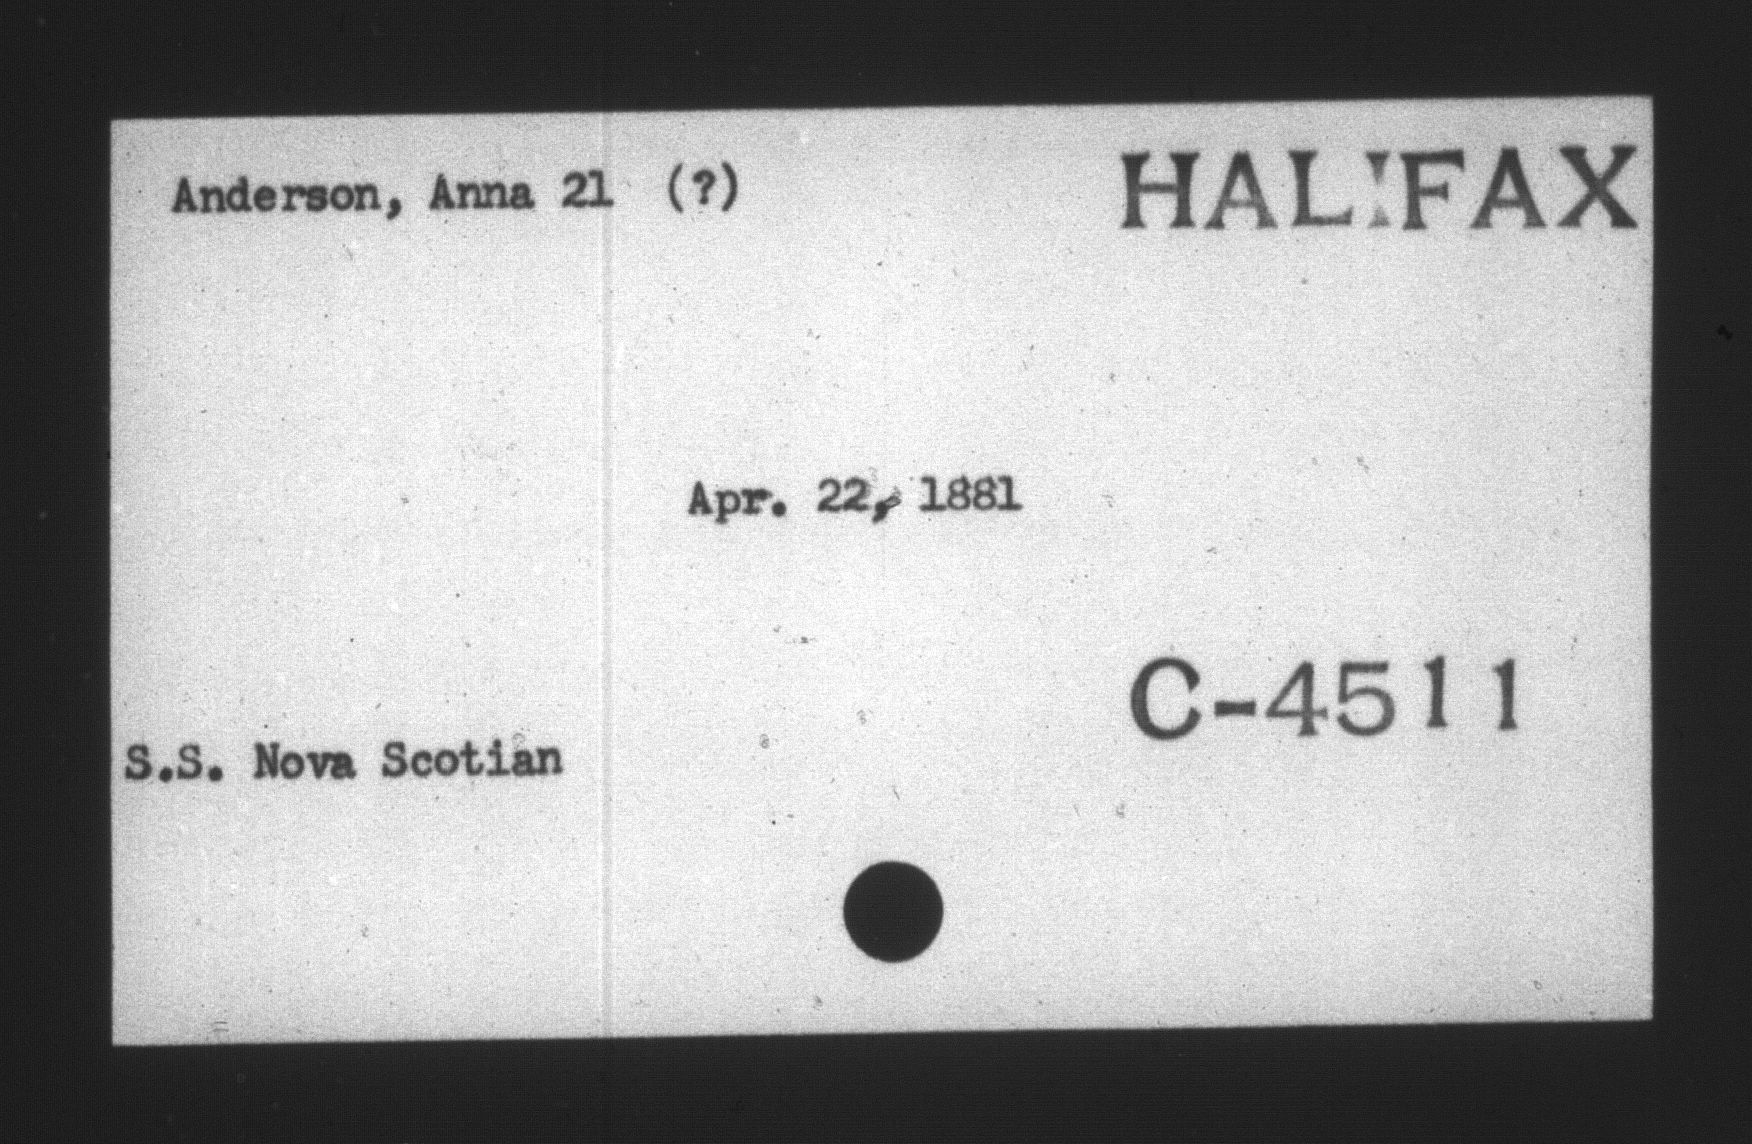 Anderson, Anna 21 (?)
HALIFAX
Apr. 22, 1881
C-4511
S.S. Nova Scotian